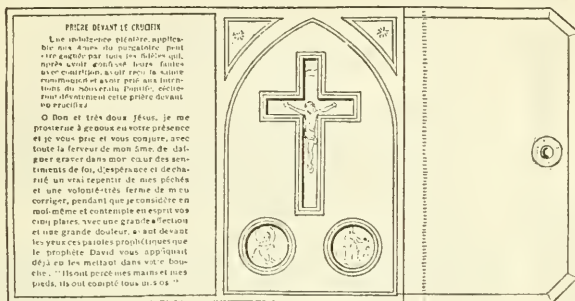 PRIÈRE DEVANT LE CRUCIFIX
Une indulgence plénière, applica-
ble aux âmes du purgatoire peut
être gagnée par tous les fidèles qui,
après avoir confessé leurs fautes
avec contrition, avoir reçu la sainte
communion et avoir prié aux inten-
tions du Souverain Pontife, récite-
ront dévotement cette prière devant
un crucifix
O Bon et très doux Jésus, je me
prosterne à genoux en votre présence
et je vous prie et vous conjure, avec
toute la ferveur de mon âme, de dai-
gner graver dans mon cœur des sen-
timents de foi, d'espérance et de cha-
rité un vrai repentir de mes péchés
et une volonté très ferme de m'en
corriger, pendant que je considère en
moi-même et contemple en esprit vos
cinq plaies, avec une grande affection
et une grande douleur, ayant devant
les yeux ces paroles prophétiques que
le prophète David vous appliquait
déjà en les mettant dans votre bou-
che, "Ils ont percé mes mains et mes
pieds, ils ont compté tous mes os"